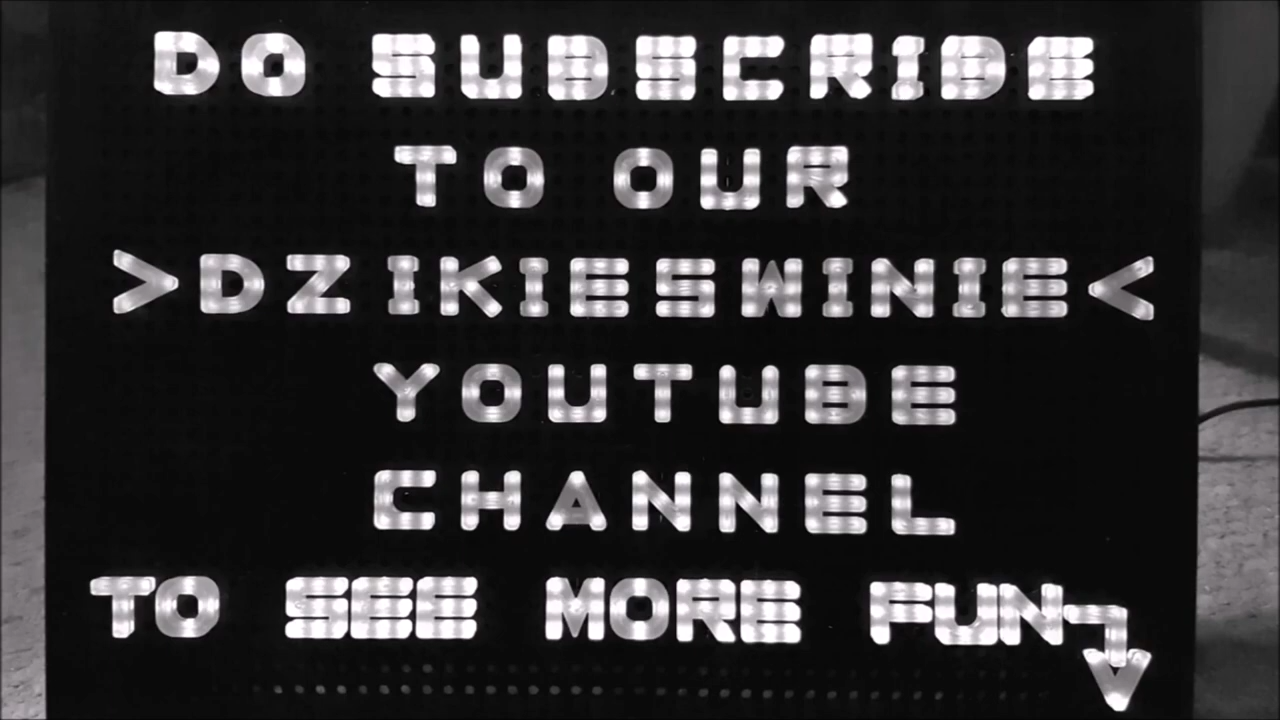 DO SUBSCRIBE
TO OUR
>DZIKIESWINIE<
YOUTUBE
CHANNEL
TO SEE MORE FUN